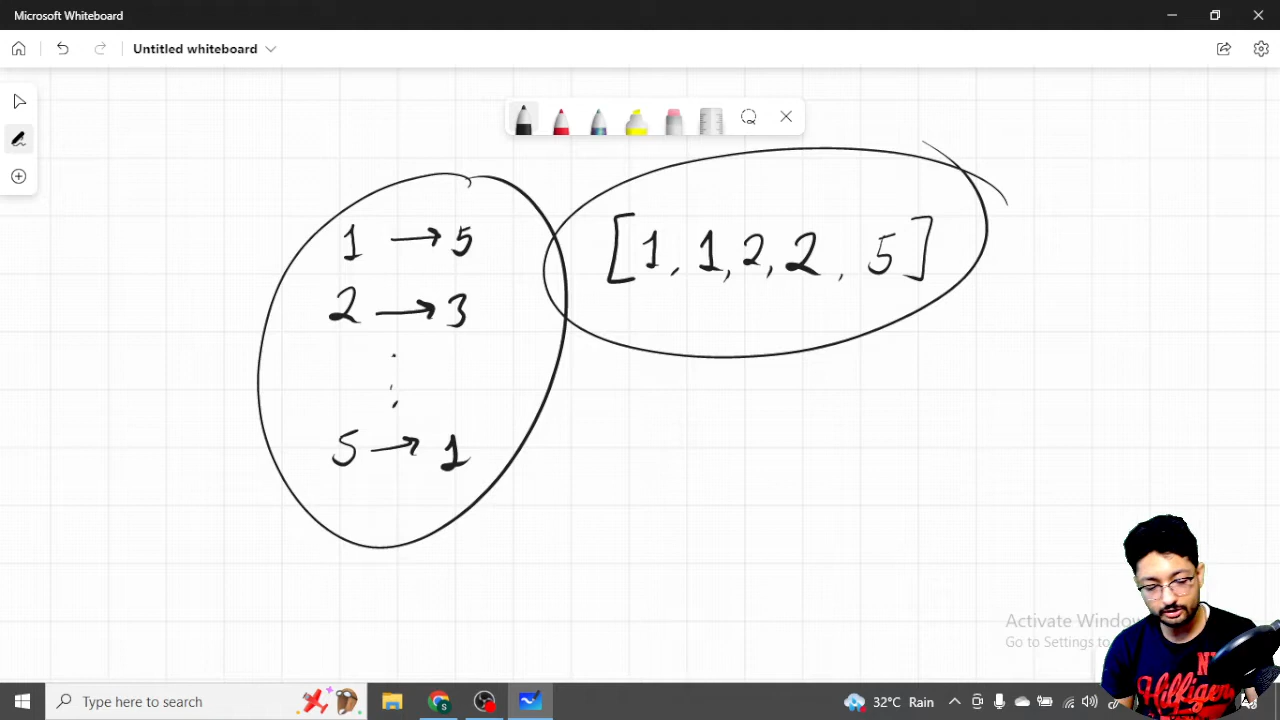 Microsoft Whiteboard
Untitled whiteboard
1 → 5
[1, 1, 2, 2, 5]
2 → 3
5 → 1
Activate Windo
Go to Settings to
N
Hilfiger
Type here to search
32°C Rain